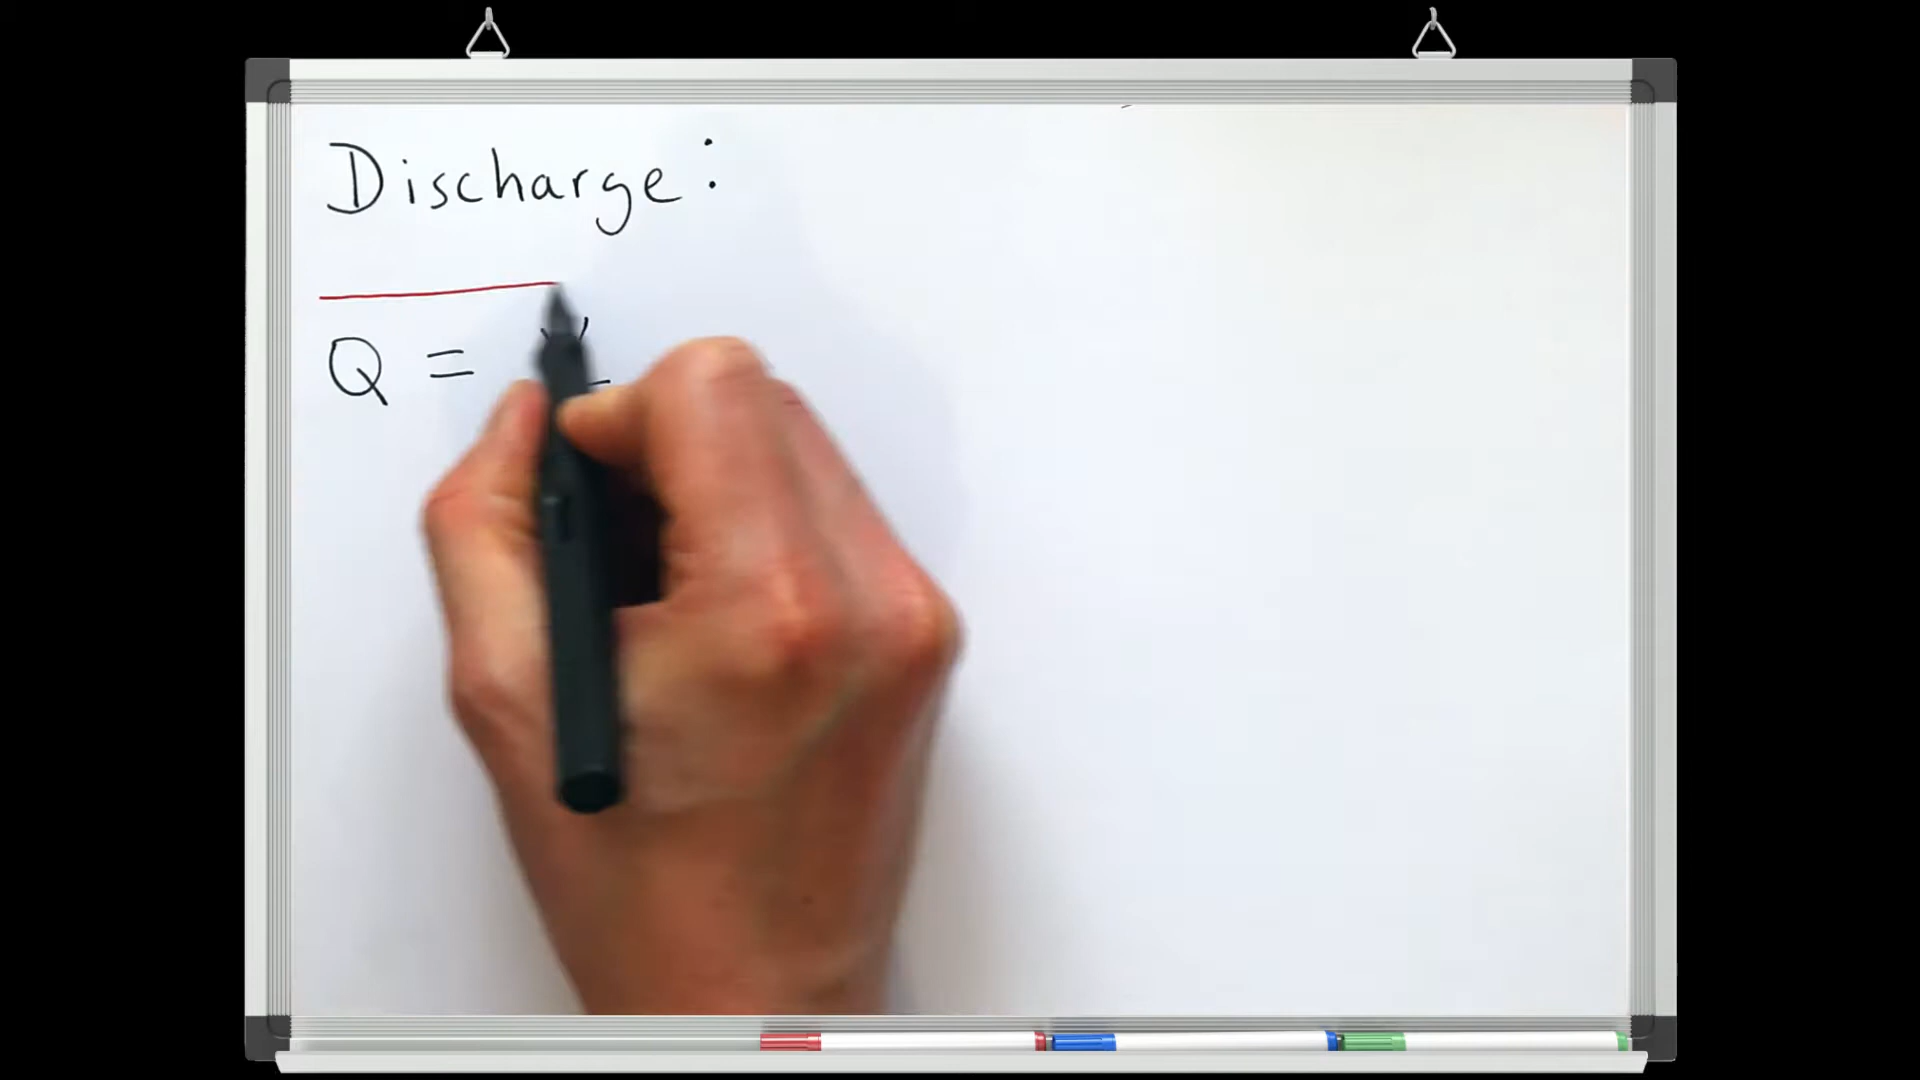 Discharge:
Q =